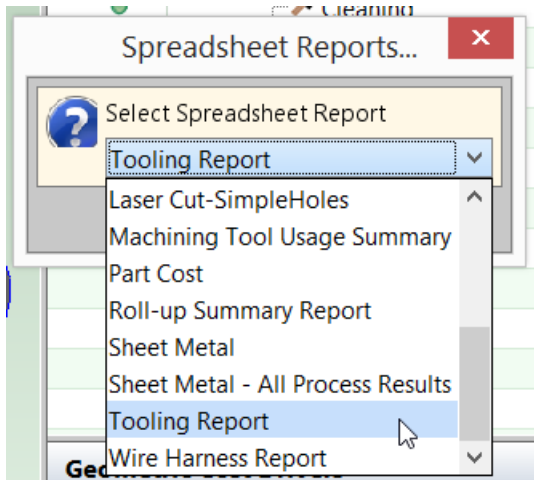 Cleaning
Spreadsheet Reports...
Select Spreadsheet Report
Tooling Report
Laser Cut-SimpleHoles
Machining Tool Usage Summary
Part Cost
Roll-up Summary Report
Sheet Metal
Sheet Metal - All Process Results
Tooling Report
Wire Harness Report